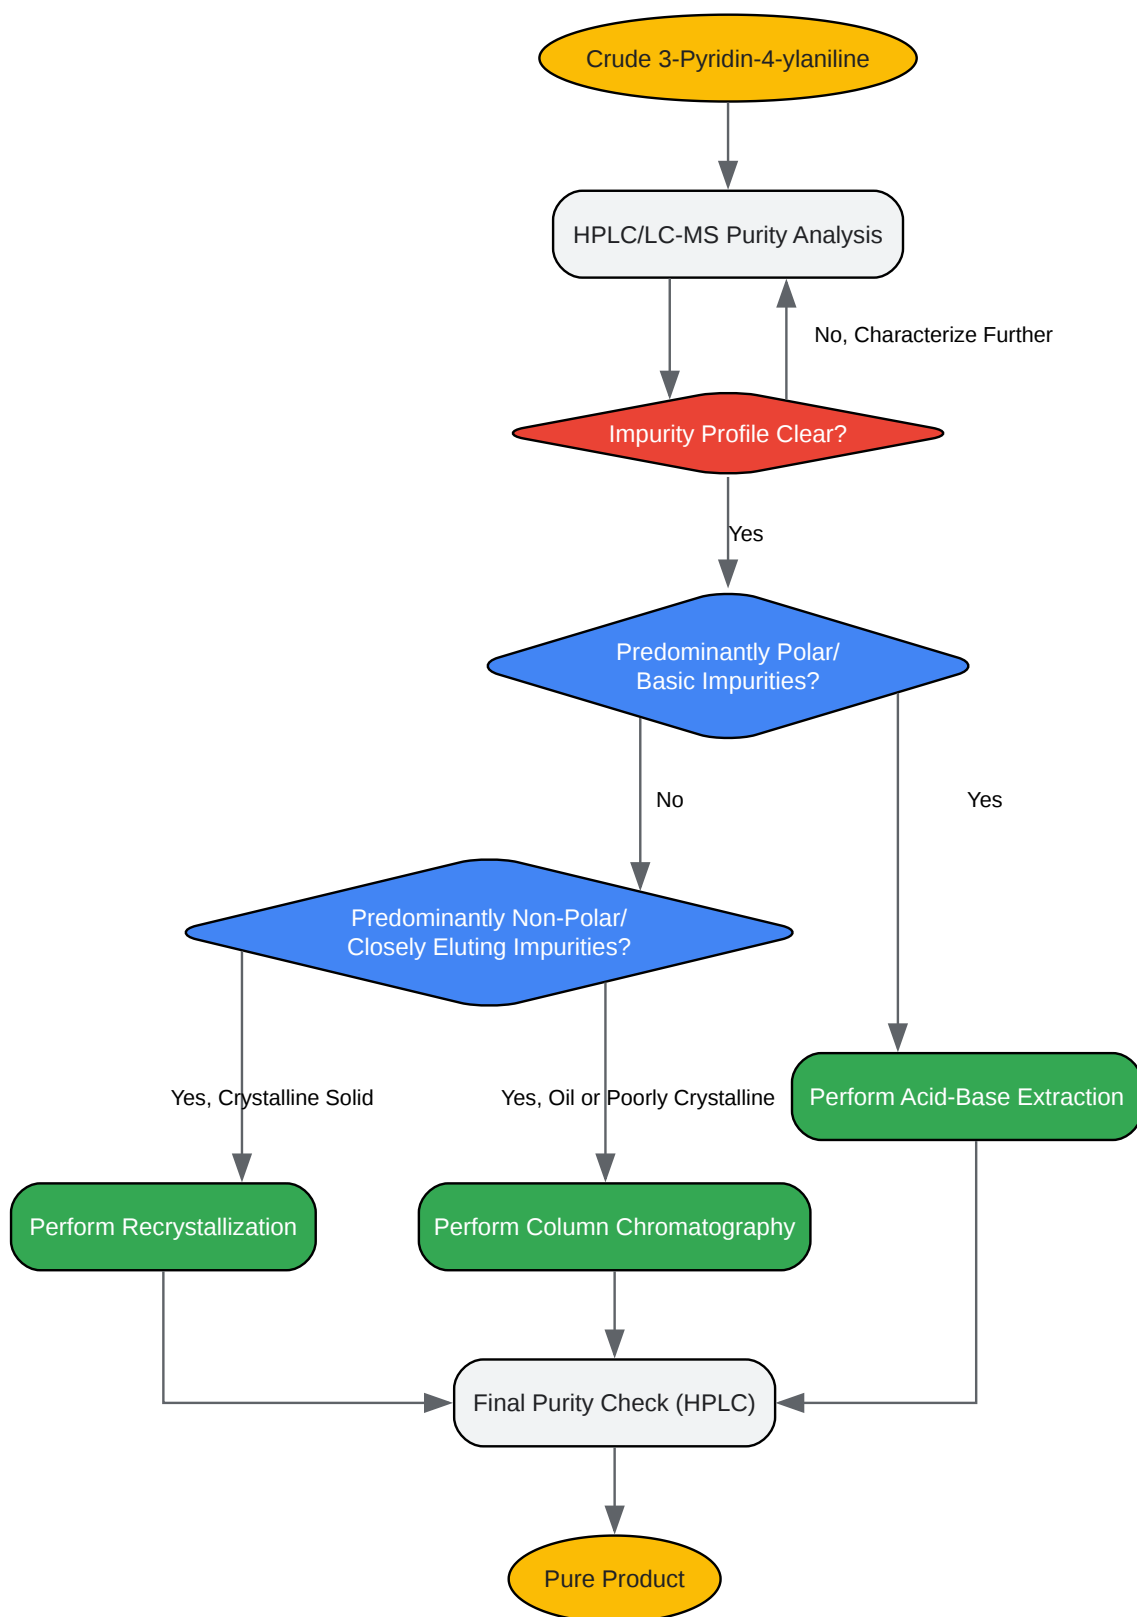 Crude 3-Pyridin-4-ylaniline
HPLC/LC-MS Purity Analysis
No, Characterize Further
Impurity Profile Clear?
Yes
Predominantly Polar/
Basic Impurities?
No
Yes
Predominantly Non-Polar/
Closely Eluting Impurities?
Yes, Crystalline Solid
Yes, Oil or Poorly Crystalline
Perform Acid-Base Extraction
Perform Recrystallization
Perform Column Chromatography
Final Purity Check (HPLC)
Pure Product